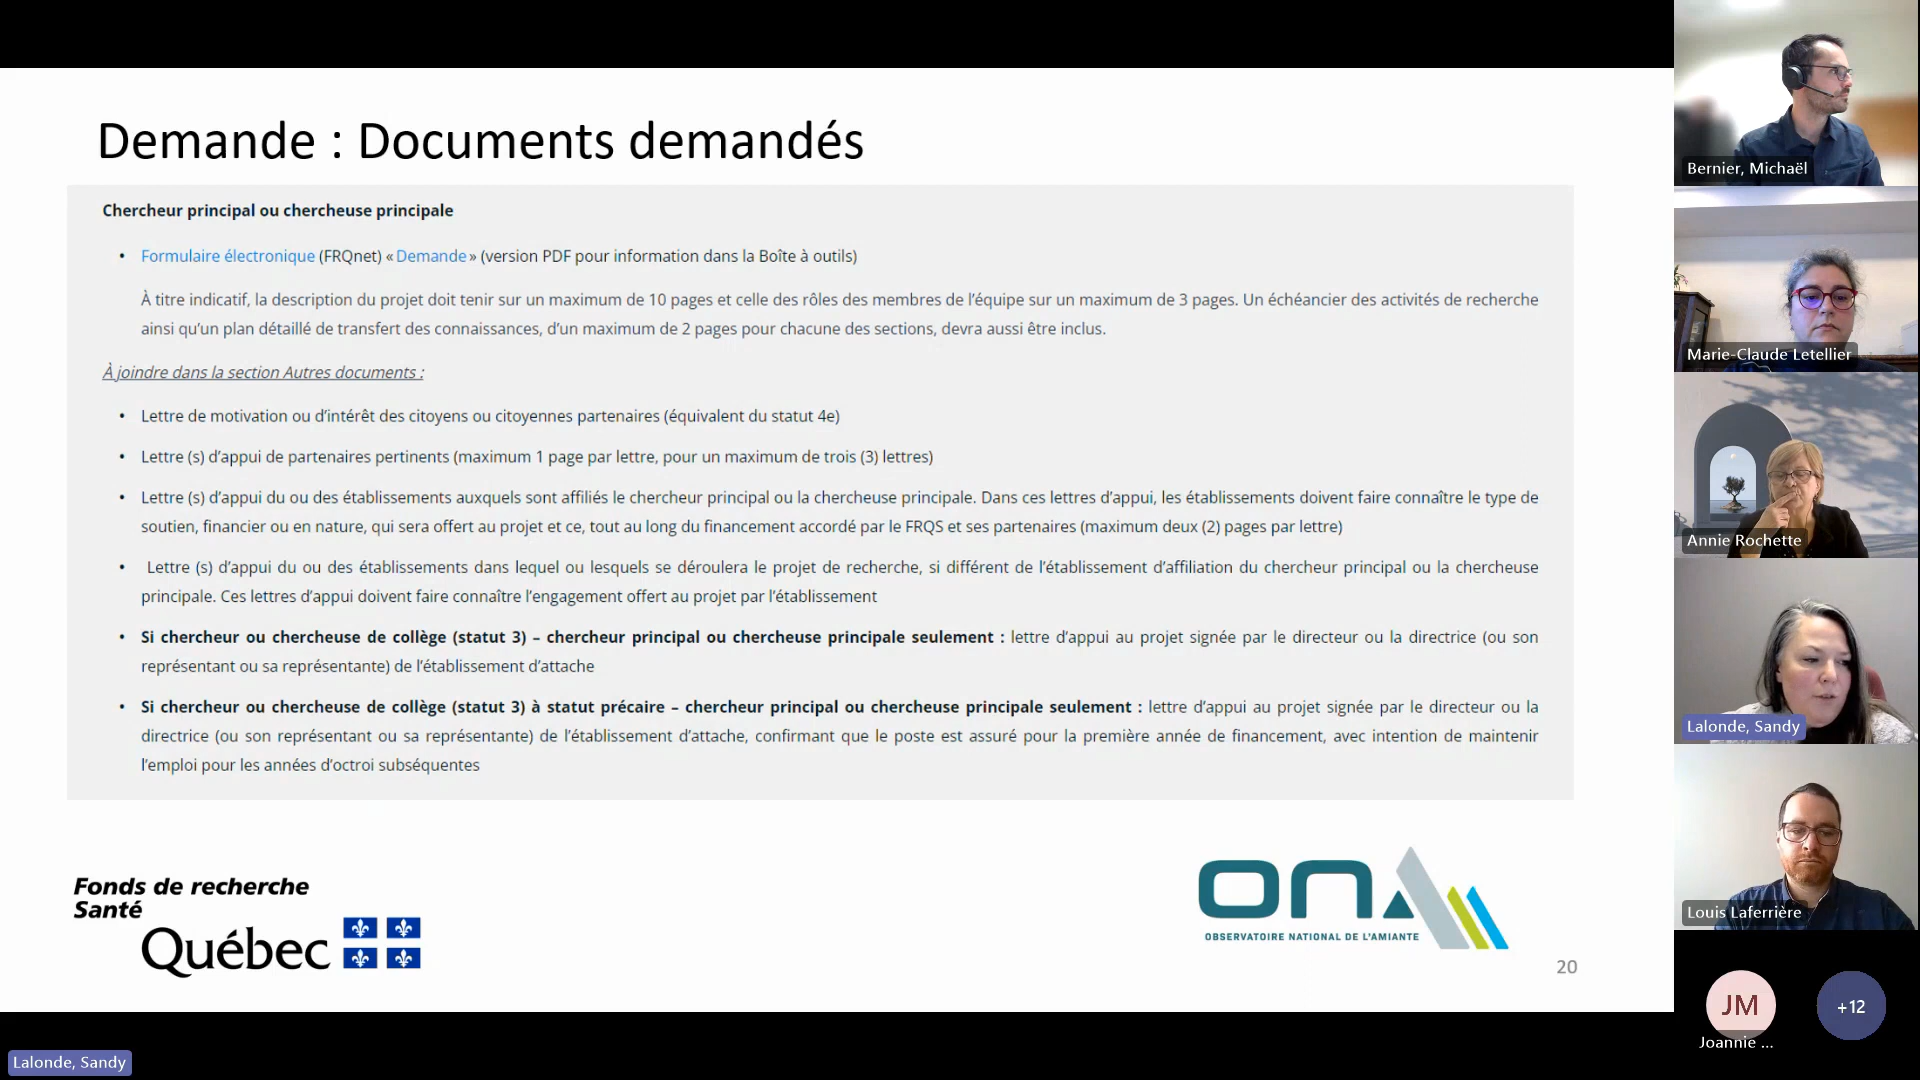 Demande : Documents demandés
Chercheur principal ou chercheuse principale
• Formulaire électronique (FRQnet) « Demande » (version PDF pour information dans la Boîte à outils)
À titre indicatif, la description du projet doit tenir sur un maximum de 10 pages et celle des rôles des membres de l’équipe sur un maximum de 3 pages. Un échéancier des activités de recherche
ainsi qu’un plan détaillé de transfert des connaissances, d’un maximum de 2 pages pour chacune des sections, devra aussi être inclus.
À joindre dans la section Autres documents :
• Lettre de motivation ou d’intérêt des citoyens ou citoyennes partenaires (équivalent du statut 4e)
• Lettre (s) d’appui de partenaires pertinents (maximum 1 page par lettre, pour un maximum de trois (3) lettres)
• Lettre (s) d’appui du ou des établissements auxquels sont affiliés le chercheur principal ou la chercheuse principale. Dans ces lettres d’appui, les établissements doivent faire connaître le type de
soutien, financier ou en nature, qui sera offert au projet et ce, tout au long du financement accordé par le FRQS et ses partenaires (maximum deux (2) pages par lettre)
• Lettre (s) d’appui du ou des établissements dans lequel ou lesquels se déroulera le projet de recherche, si différent de l’établissement d’affiliation du chercheur principal ou la chercheuse
principale. Ces lettres d’appui doivent faire connaître l’engagement offert au projet par l’établissement
• Si chercheur ou chercheuse de collège (statut 3) – chercheur principal ou chercheuse principale seulement : lettre d’appui au projet signée par le directeur ou la directrice (ou son
représentant ou sa représentante) de l’établissement d’attache
• Si chercheur ou chercheuse de collège (statut 3) à statut précaire – chercheur principal ou chercheuse principale seulement : lettre d’appui au projet signée par le directeur ou la
directrice (ou son représentant ou sa représentante) de l’établissement d’attache, confirmant que le poste est assuré pour la première année de financement, avec intention de maintenir
l’emploi pour les années d’octroi subséquentes
Fonds de recherche
Santé
Québec
ONA
OBSERVATOIRE NATIONAL DE L'AMIANTE
20
Lalonde, Sandy
Bernier, Michaël
Marie-Claude Letellier
Annie Rochette
Lalonde, Sandy
Louis Laferrière
JM
Joannie ...
+12